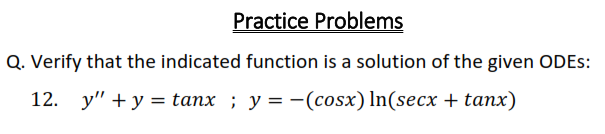 Practice Problems
Q. Verify that the indicated function is a solution of the given ODEs:
12. y′′ + y = tanx ; y = −(cosx) ln(secx + tanx)